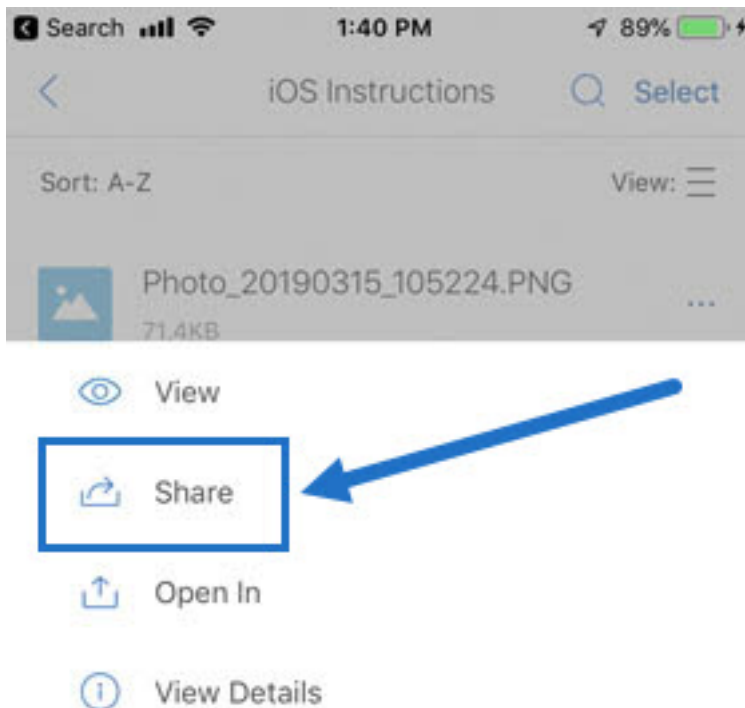 Search 1:40 PM 89%
iOS Instructions Select
Sort: A-Z View:
Photo_20190315_105224.PNG
71.4KB
View
Share
Open In
View Details